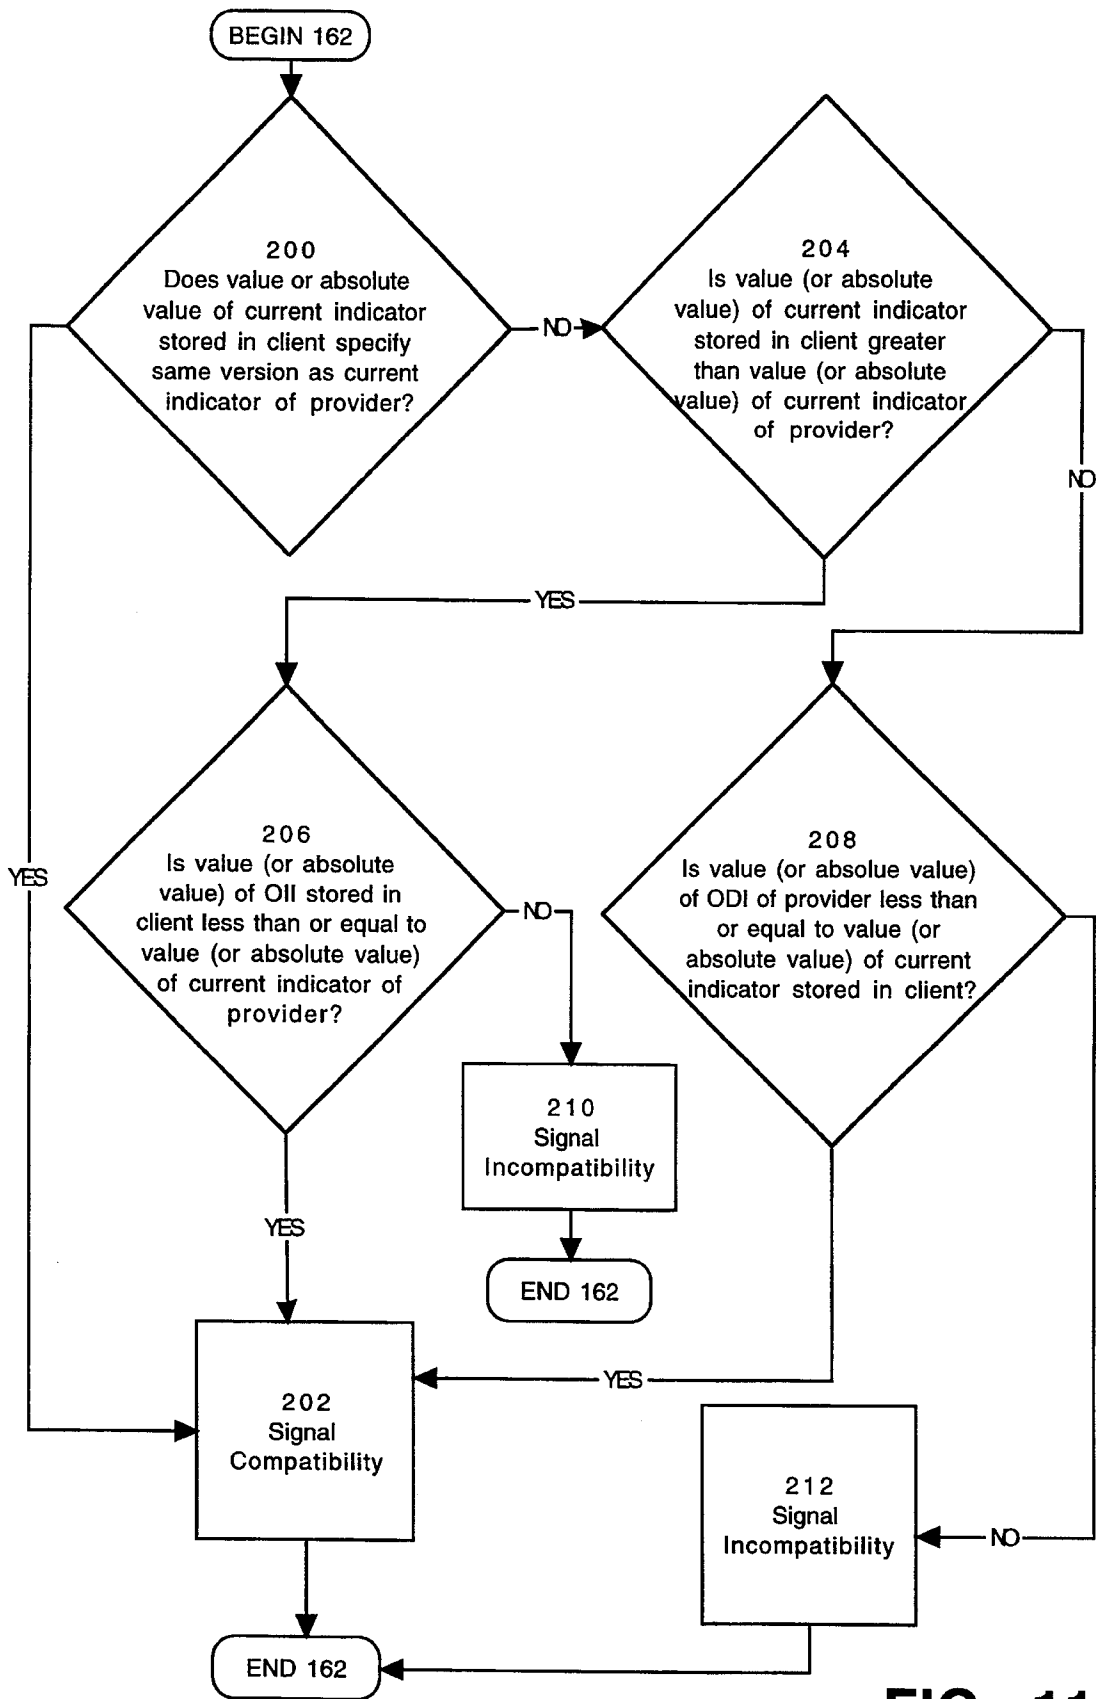 BEGIN 162
200
Does value or absolute
value of current indicator
stored in client specify
same version as current
indicator of provider?
NO
204
Is value (or absolute
value) of current indicator
stored in client greater
than value (or absolute
value) of current indicator
of provider?
NO
YES
206
Is value (or absolute
value) of OII stored in
client less than or equal to
value (or absolute value)
of current indicator of
provider?
NO
208
Is value (or absolue value)
of ODI of provider less than
or equal to value (or
absolute value) of current
indicator stored in client?
YES
210
Signal
Incompatibility
YES
END 162
YES
202
Signal
Compatibility
212
Signal
Incompatibility
NO
END 162
FIG. 11